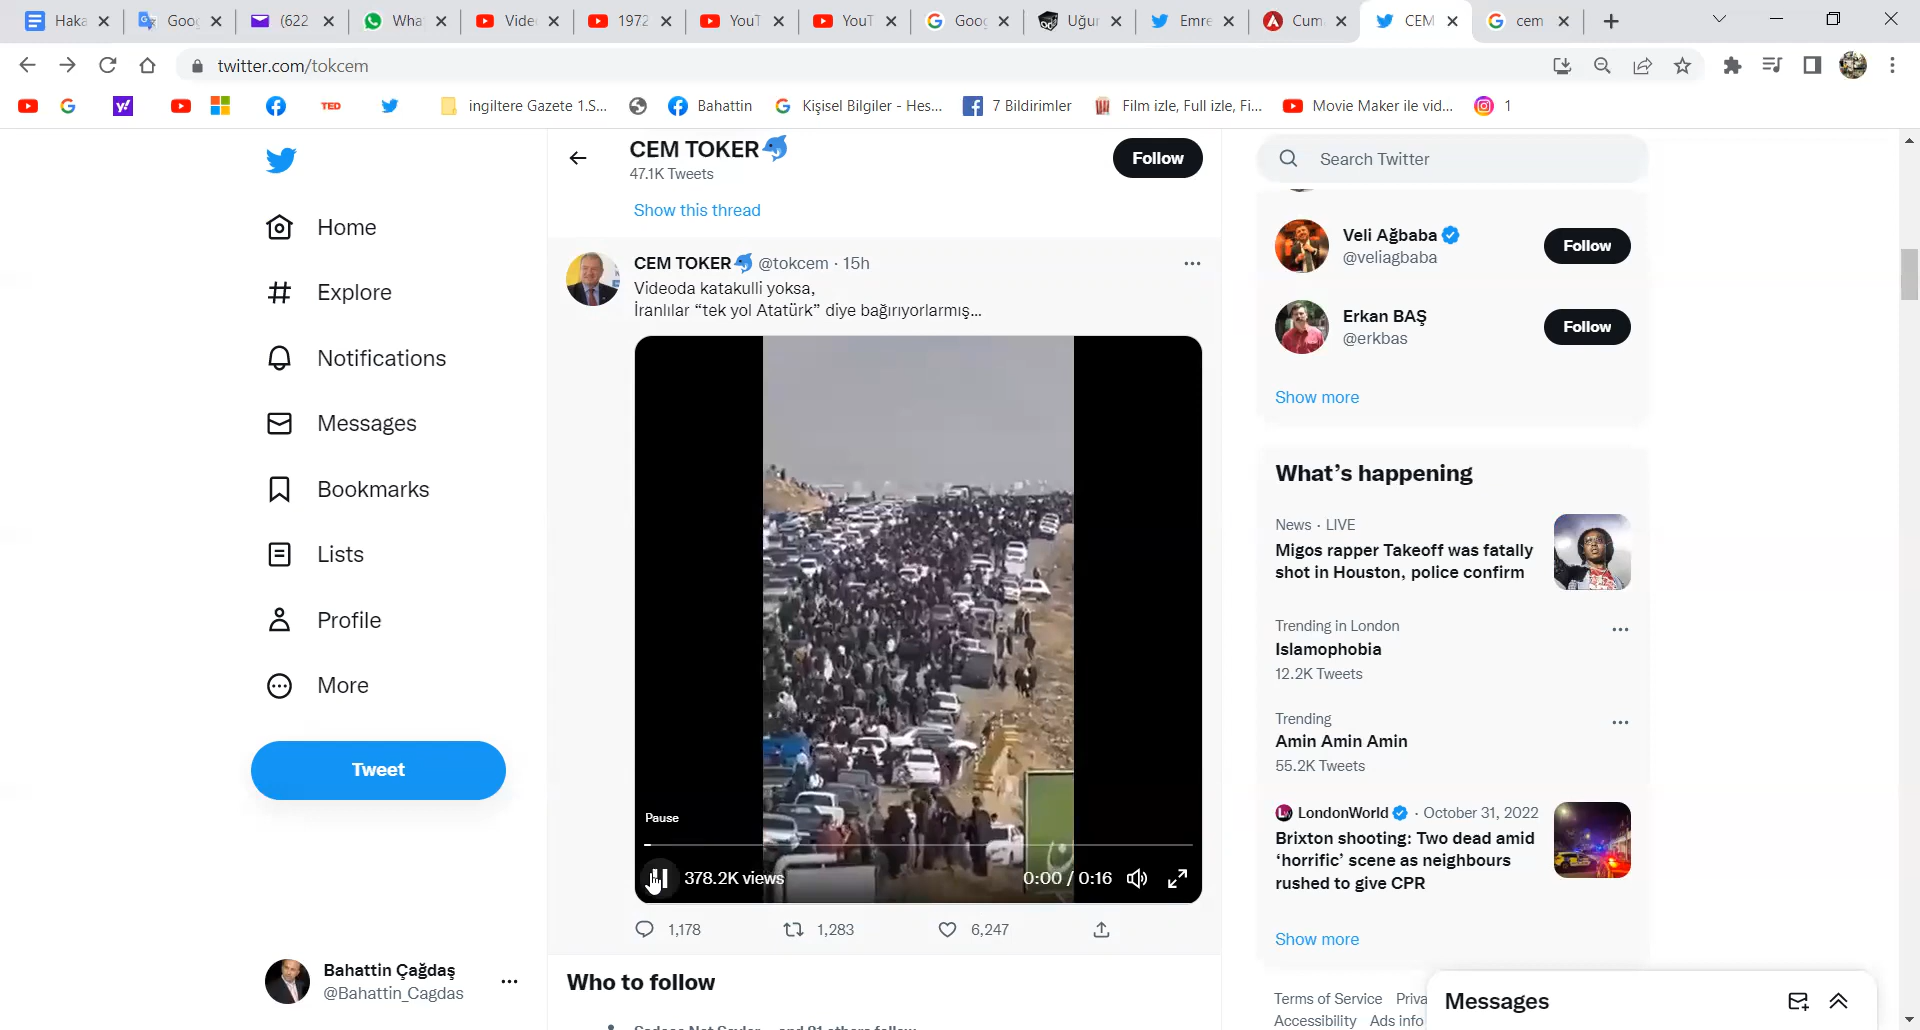 Haka
Goog
(622
What
Vide
1972
YouT
YouT
Goog
Uğur
Emre
Cum
CEM
cem
twitter.com/tokcem
TED
ingiltere Gazete 1.S...
Bahattin
Kişisel Bilgiler - Hes...
7 Bildirimler
Film izle, Full izle, Fi...
Movie Maker ile vid...
1
Home
Explore
Notifications
Messages
Bookmarks
Lists
Profile
More
Tweet
Bahattin Çağdaş
@Bahattin_Cagdas
CEM TOKER
47.1K Tweets
Follow
Show this thread
CEM TOKER @tokcem · 15h
Videoda katakulli yoksa,
İranlılar “tek yol Atatürk” diye bağırıyorlarmış...
Pause
378.2K views
0:00 / 0:16
1,178
1,283
6,247
Who to follow
Search Twitter
Veli Ağbaba
@veliagbaba
Follow
Erkan BAŞ
@erkbas
Follow
Show more
What’s happening
News · LIVE
Migos rapper Takeoff was fatally
shot in Houston, police confirm
Trending in London
Islamophobia
12.2K Tweets
Trending
Amin Amin Amin
55.2K Tweets
LondonWorld · October 31, 2022
Brixton shooting: Two dead amid
‘horrific’ scene as neighbours
rushed to give CPR
Show more
Terms of Service Priva
Accessibility Ads info
Messages